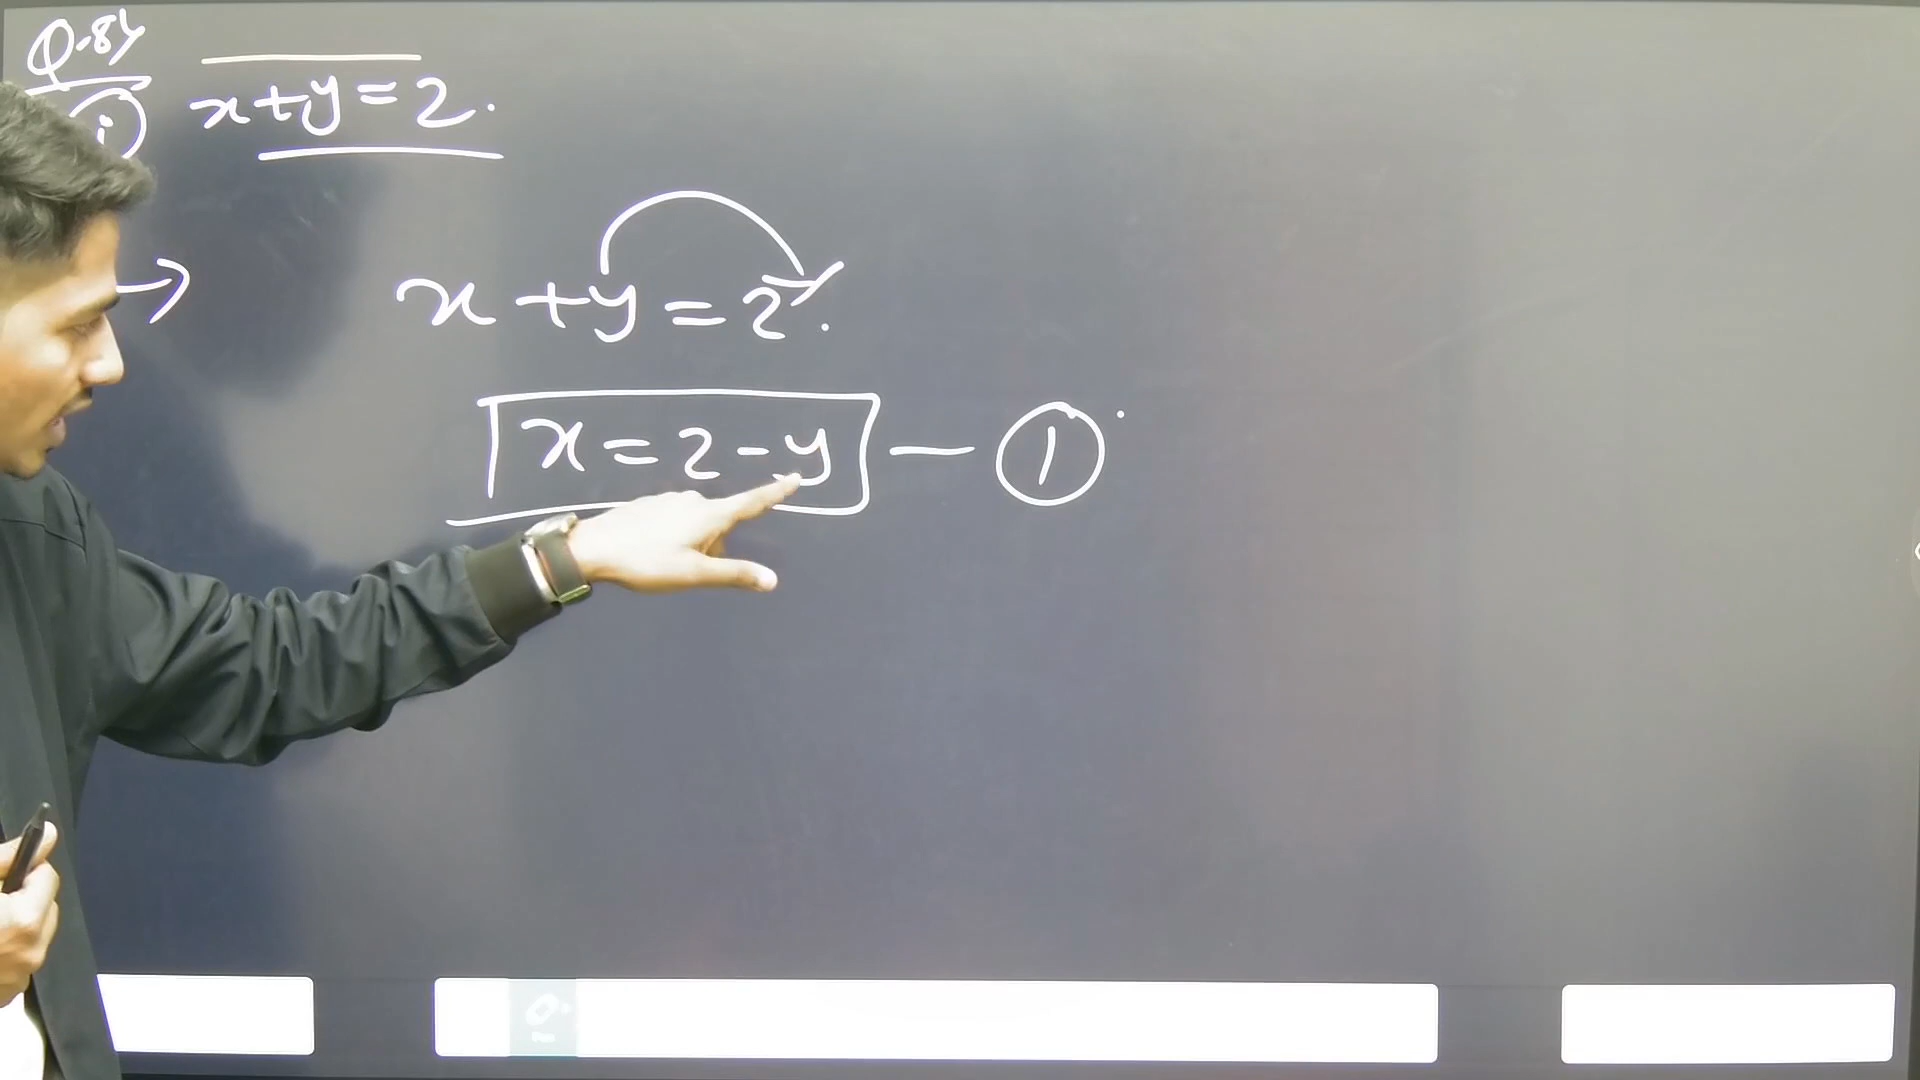 Q.84
i x+y=2.
→ x+y=2.
x=2-y — 1